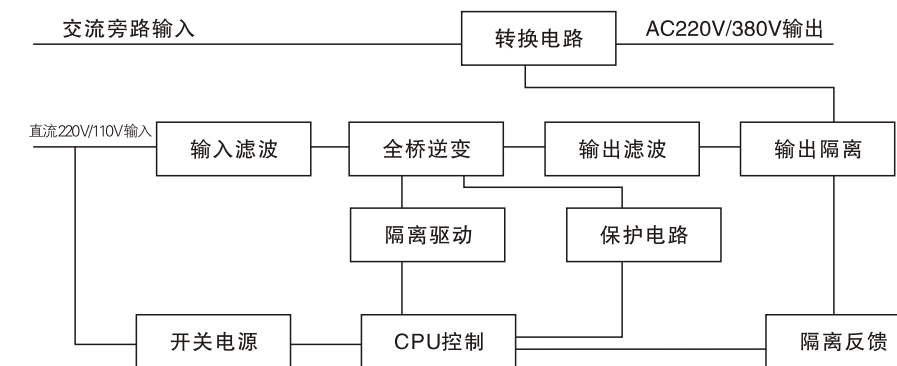 交流旁路输入
转换电路
AC220V/380V输出
直流220V/110V输入
输入滤波
全桥逆变
输出滤波
输出隔离
隔离驱动
保护电路
开关电源
CPU控制
隔离反馈